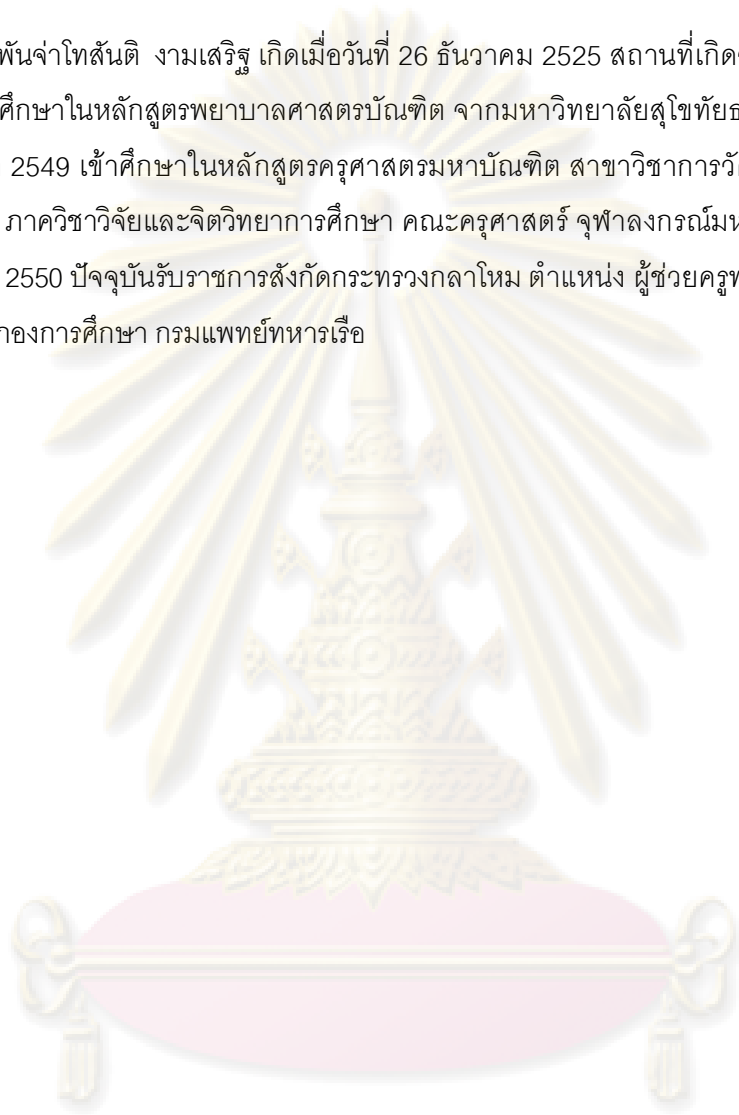 พันจ่าโทสันติ งามเสริฐ เกิดเมื่อวันที่ 26 ธันวาคม 2525 สถานที่เกิด
ศึกษาในหลักสูตรพยาบาลศาสตรบัณฑิต จากมหาวิทยาลัยสุโขทัยธ
2549 เข้าศึกษาในหลักสูตรครุศาสตรมหาบัณฑิต สาขาวิชาการวั
ภาควิชาวิจัยและจิตวิทยาการศึกษา คณะครุศาสตร์ จุฬาลงกรณ์มห
2550 ปัจจุบันรับราชการสังกัดกระทรวงกลาโหม ตำแหน่ง ผู้ช่วยครู
กองการศึกษา กรมแพทย์ทหารเรือ